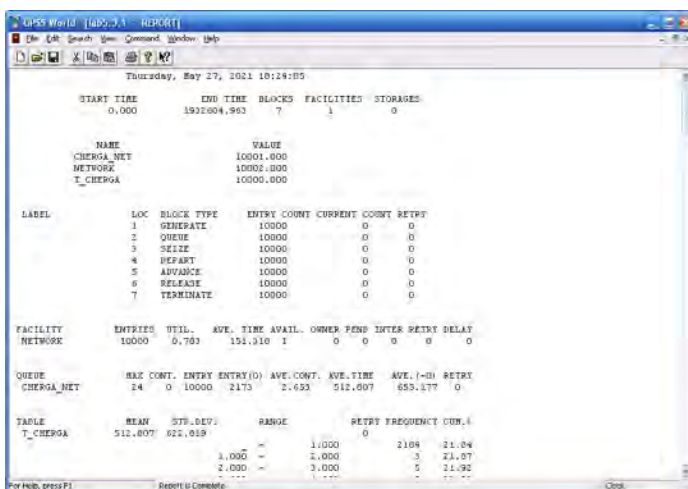 GPSS World - [lab5.3.1 - REPORT]
File Edit Search View Command Window Help
Thursday, May 27, 2021 18:24:05
START TIME END TIME BLOCKS FACILITIES STORAGES
0.000 1932604.963 7 1 0
NAME VALUE
CHERGA_NET 10001.000
NETWORK 10002.000
T_CHERGA 10000.000
LABEL LOC BLOCK TYPE ENTRY COUNT CURRENT COUNT RETRY
1 GENERATE 10000 0 0
2 QUEUE 10000 0 0
3 SEIZE 10000 0 0
4 DEPART 10000 0 0
5 ADVANCE 10000 0 0
6 RELEASE 10000 0 0
7 TERMINATE 10000 0 0
FACILITY ENTRIES UTIL. AVE. TIME AVAIL. OWNER PEND INTER RETRY DELAY
NETWORK 10000 0.783 151.318 1 0 0 0 0 0
QUEUE MAX CONT. ENTRY ENTRY(0) AVE.CONT. AVE.TIME AVE.(-0) RETRY
CHERGA_NET 24 0 10000 2173 2.653 512.807 655.177 0
TABLE MEAN STD.DEV. RANGE RETRY FREQUENCY CUM.%
T_CHERGA 512.807 622.819 0
_ - 1.000 2184 21.84
1.000 - 2.000 3 21.87
2.000 - 3.000 5 21.92
For Help, press F1 Report is Complete. Clock